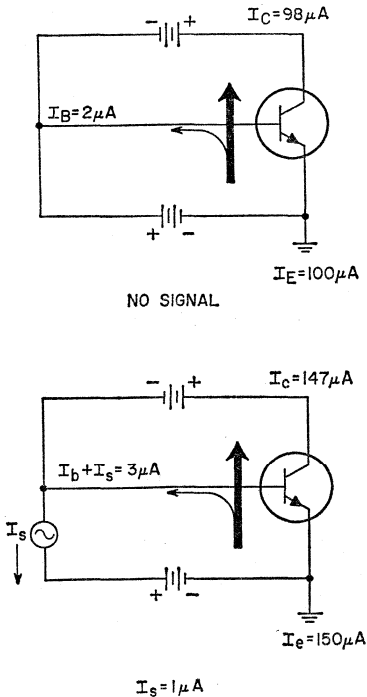 I_C=98μA
- +
I_B=2μA
+ -
I_E=100μA
NO SIGNAL
- +
I_c=147μA
I_b+I_s=3μA
I_s
+ -
I_e=150μA
I_s=1μA